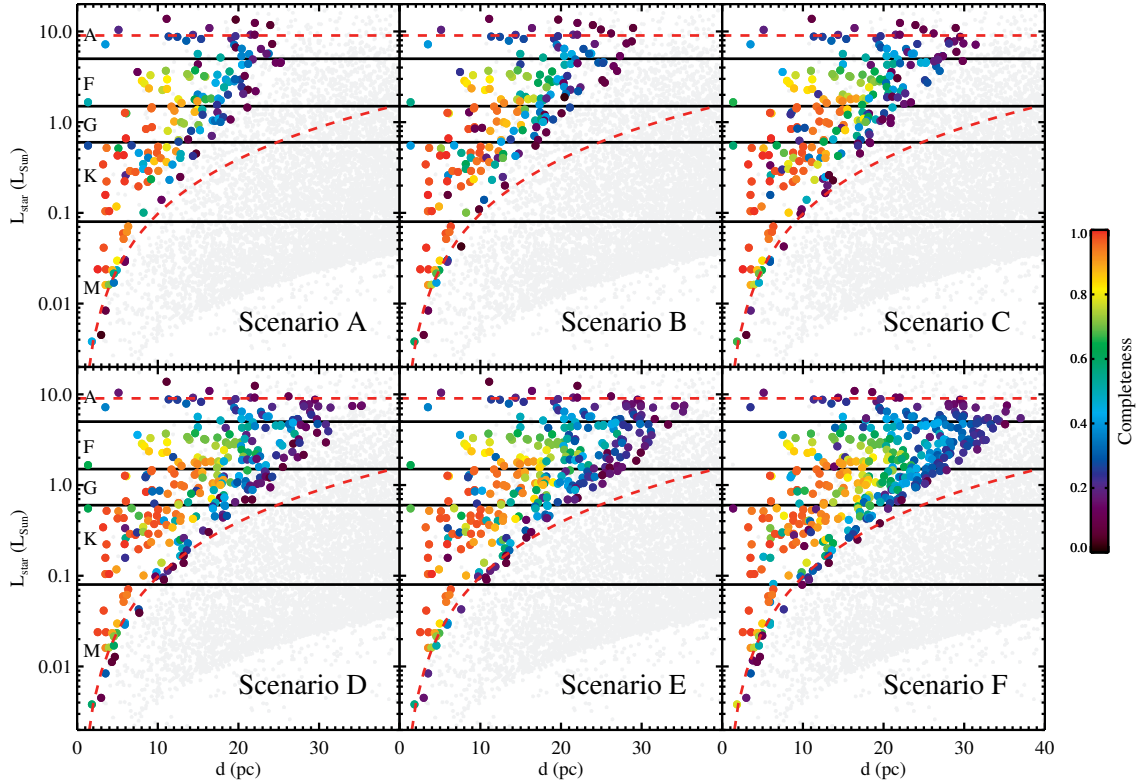 10.0
1.0
0.1
0.01
L_star (L_Sun)
A
F
G
K
M
Scenario A
Scenario B
Scenario C
10.0
1.0
0.1
0.01
L_star (L_Sun)
A
F
G
K
M
Scenario D
Scenario E
Scenario F
0 10 20 30 0 10 20 30 0 10 20 30 40
d (pc) d (pc) d (pc)
1.0
0.8
0.6
0.4
0.2
0.0
Completeness